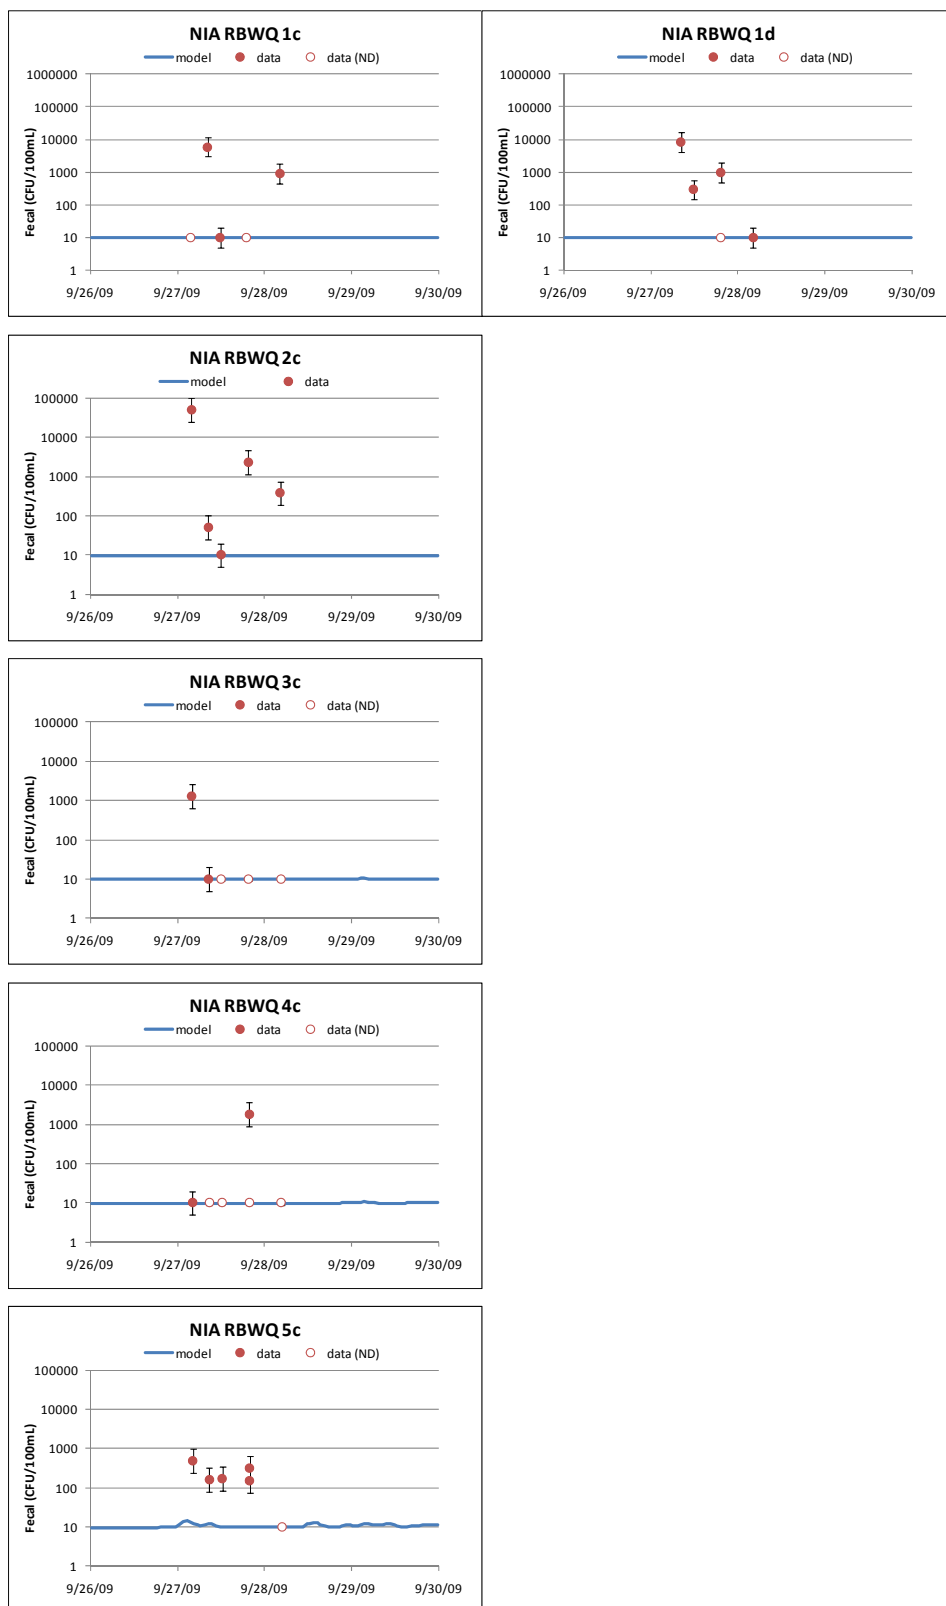 NIA RBWQ 1c
model data data (ND)
Fecal (CFU/100mL)
1000000
100000
10000
1000
100
10
1
9/26/09 9/27/09 9/28/09 9/29/09 9/30/09
NIA RBWQ 1d
model data data (ND)
Fecal (CFU/100mL)
1000000
100000
10000
1000
100
10
1
9/26/09 9/27/09 9/28/09 9/29/09 9/30/09
NIA RBWQ 2c
model data
Fecal (CFU/100mL)
100000
10000
1000
100
10
1
9/26/09 9/27/09 9/28/09 9/29/09 9/30/09
NIA RBWQ 3c
model data data (ND)
Fecal (CFU/100mL)
100000
10000
1000
100
10
1
9/26/09 9/27/09 9/28/09 9/29/09 9/30/09
NIA RBWQ 4c
model data data (ND)
Fecal (CFU/100mL)
100000
10000
1000
100
10
1
9/26/09 9/27/09 9/28/09 9/29/09 9/30/09
NIA RBWQ 5c
model data data (ND)
Fecal (CFU/100mL)
100000
10000
1000
100
10
1
9/26/09 9/27/09 9/28/09 9/29/09 9/30/09